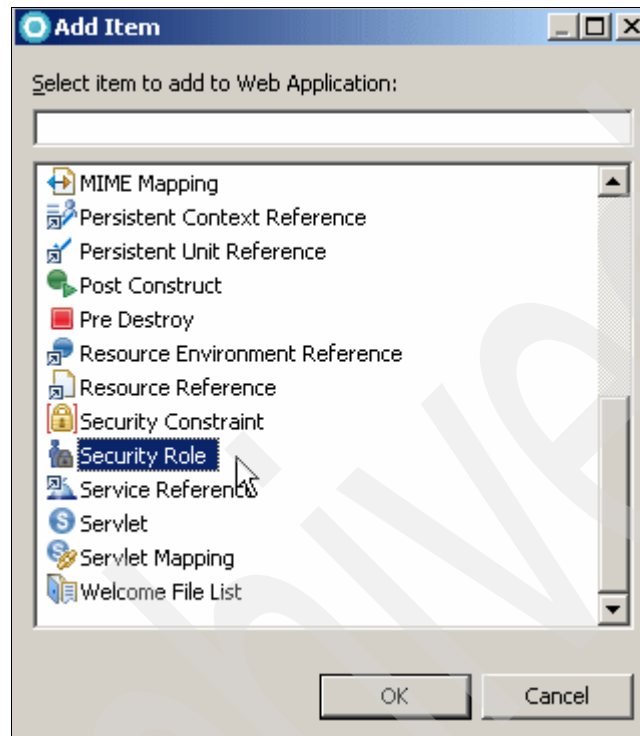 Add Item
Select item to add to Web Application:
MIME Mapping
Persistent Context Reference
Persistent Unit Reference
Post Construct
Pre Destroy
Resource Environment Reference
Resource Reference
Security Constraint
Security Role
Service Reference
Servlet
Servlet Mapping
Welcome File List
OK
Cancel